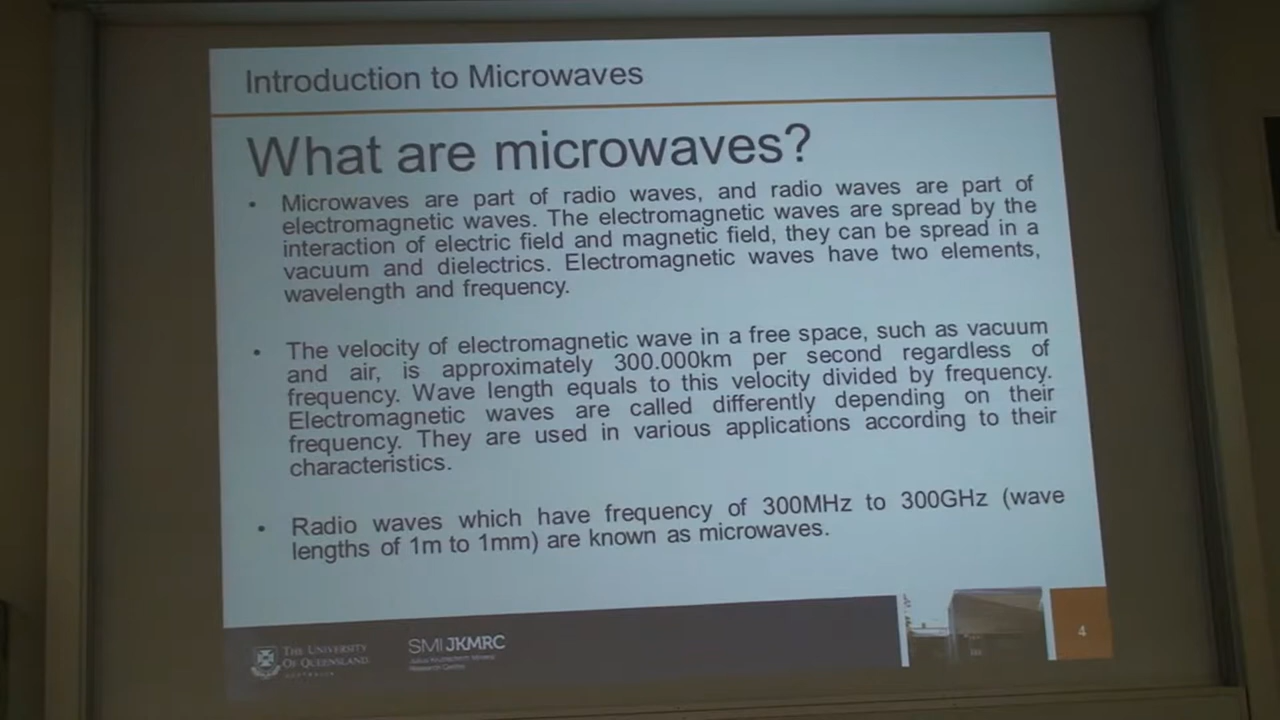 Introduction to Microwaves
What are microwaves?
• Microwaves are part of radio waves, and radio waves are part of
electromagnetic waves. The electromagnetic waves are spread by the
interaction of electric field and magnetic field, they can be spread in a
vacuum and dielectrics. Electromagnetic waves have two elements,
wavelength and frequency.
• The velocity of electromagnetic wave in a free space, such as vacuum
and air, is approximately 300.000km per second regardless of
frequency. Wave length equals to this velocity divided by frequency.
Electromagnetic waves are called differently depending on their
frequency. They are used in various applications according to their
characteristics.
• Radio waves which have frequency of 300MHz to 300GHz (wave
lengths of 1m to 1mm) are known as microwaves.
THE UNIVERSITY
OF QUEENSLAND
AUSTRALIA
SMI JKMRC
Julius Kruttschnitt Mineral
Research Centre
4